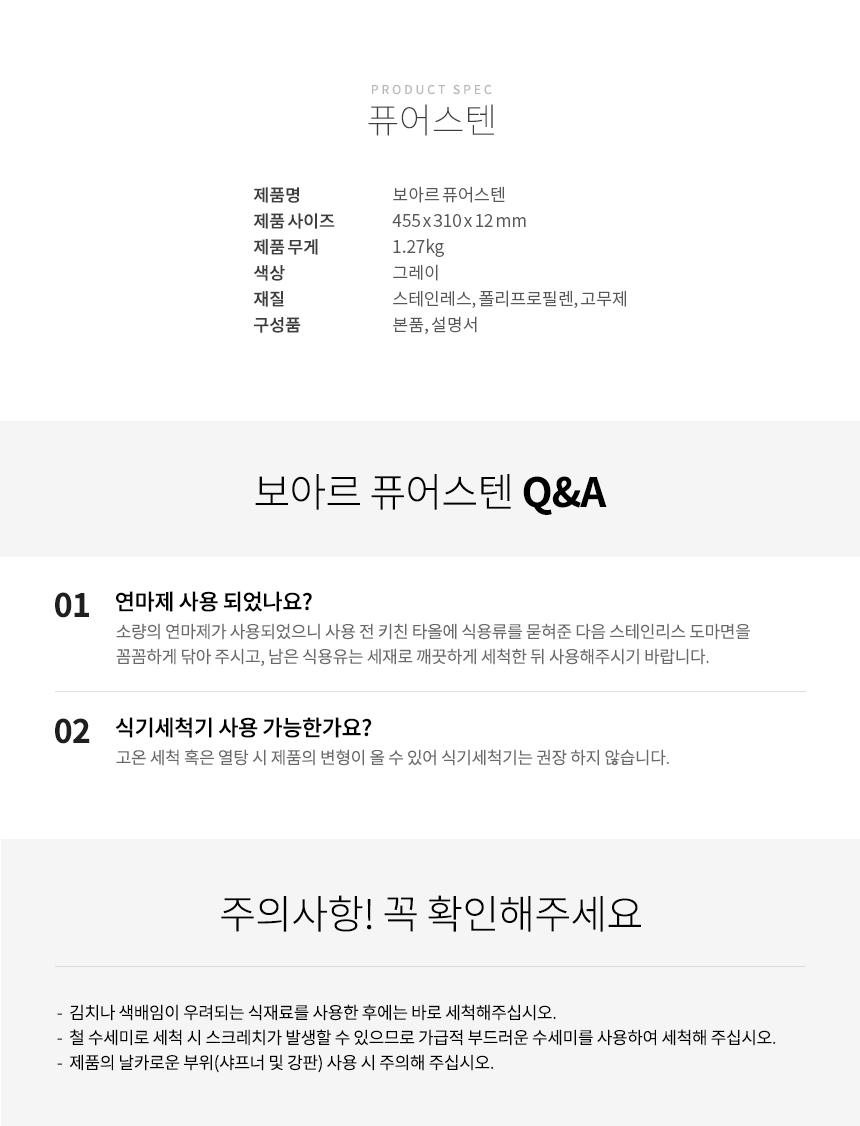 PRODUCT SPEC
퓨어스텐
제품명 보아르 퓨어스텐
제품 사이즈 455 x 310 x 12 mm
제품 무게 1.27kg
색상 그레이
재질 스테인레스, 폴리프로필렌, 고무제
구성품 본품, 설명서
보아르 퓨어스텐 Q&A
01 연마제 사용 되었나요?
소량의 연마제가 사용되었으니 사용 전 키친 타올에 식용류를 묻혀준 다음 스테인리스 도마면을
꼼꼼하게 닦아 주시고, 남은 식용유는 세재로 깨끗하게 세척한 뒤 사용해주시기 바랍니다.
02 식기세척기 사용 가능한가요?
고온 세척 혹은 열탕 시 제품의 변형이 올 수 있어 식기세척기는 권장 하지 않습니다.
주의사항! 꼭 확인해주세요
- 김치나 색배임이 우려되는 식재료를 사용한 후에는 바로 세척해주십시오.
- 철 수세미로 세척 시 스크레치가 발생할 수 있으므로 가급적 부드러운 수세미를 사용하여 세척해 주십시오.
- 제품의 날카로운 부위(샤프너 및 강판) 사용 시 주의해 주십시오.